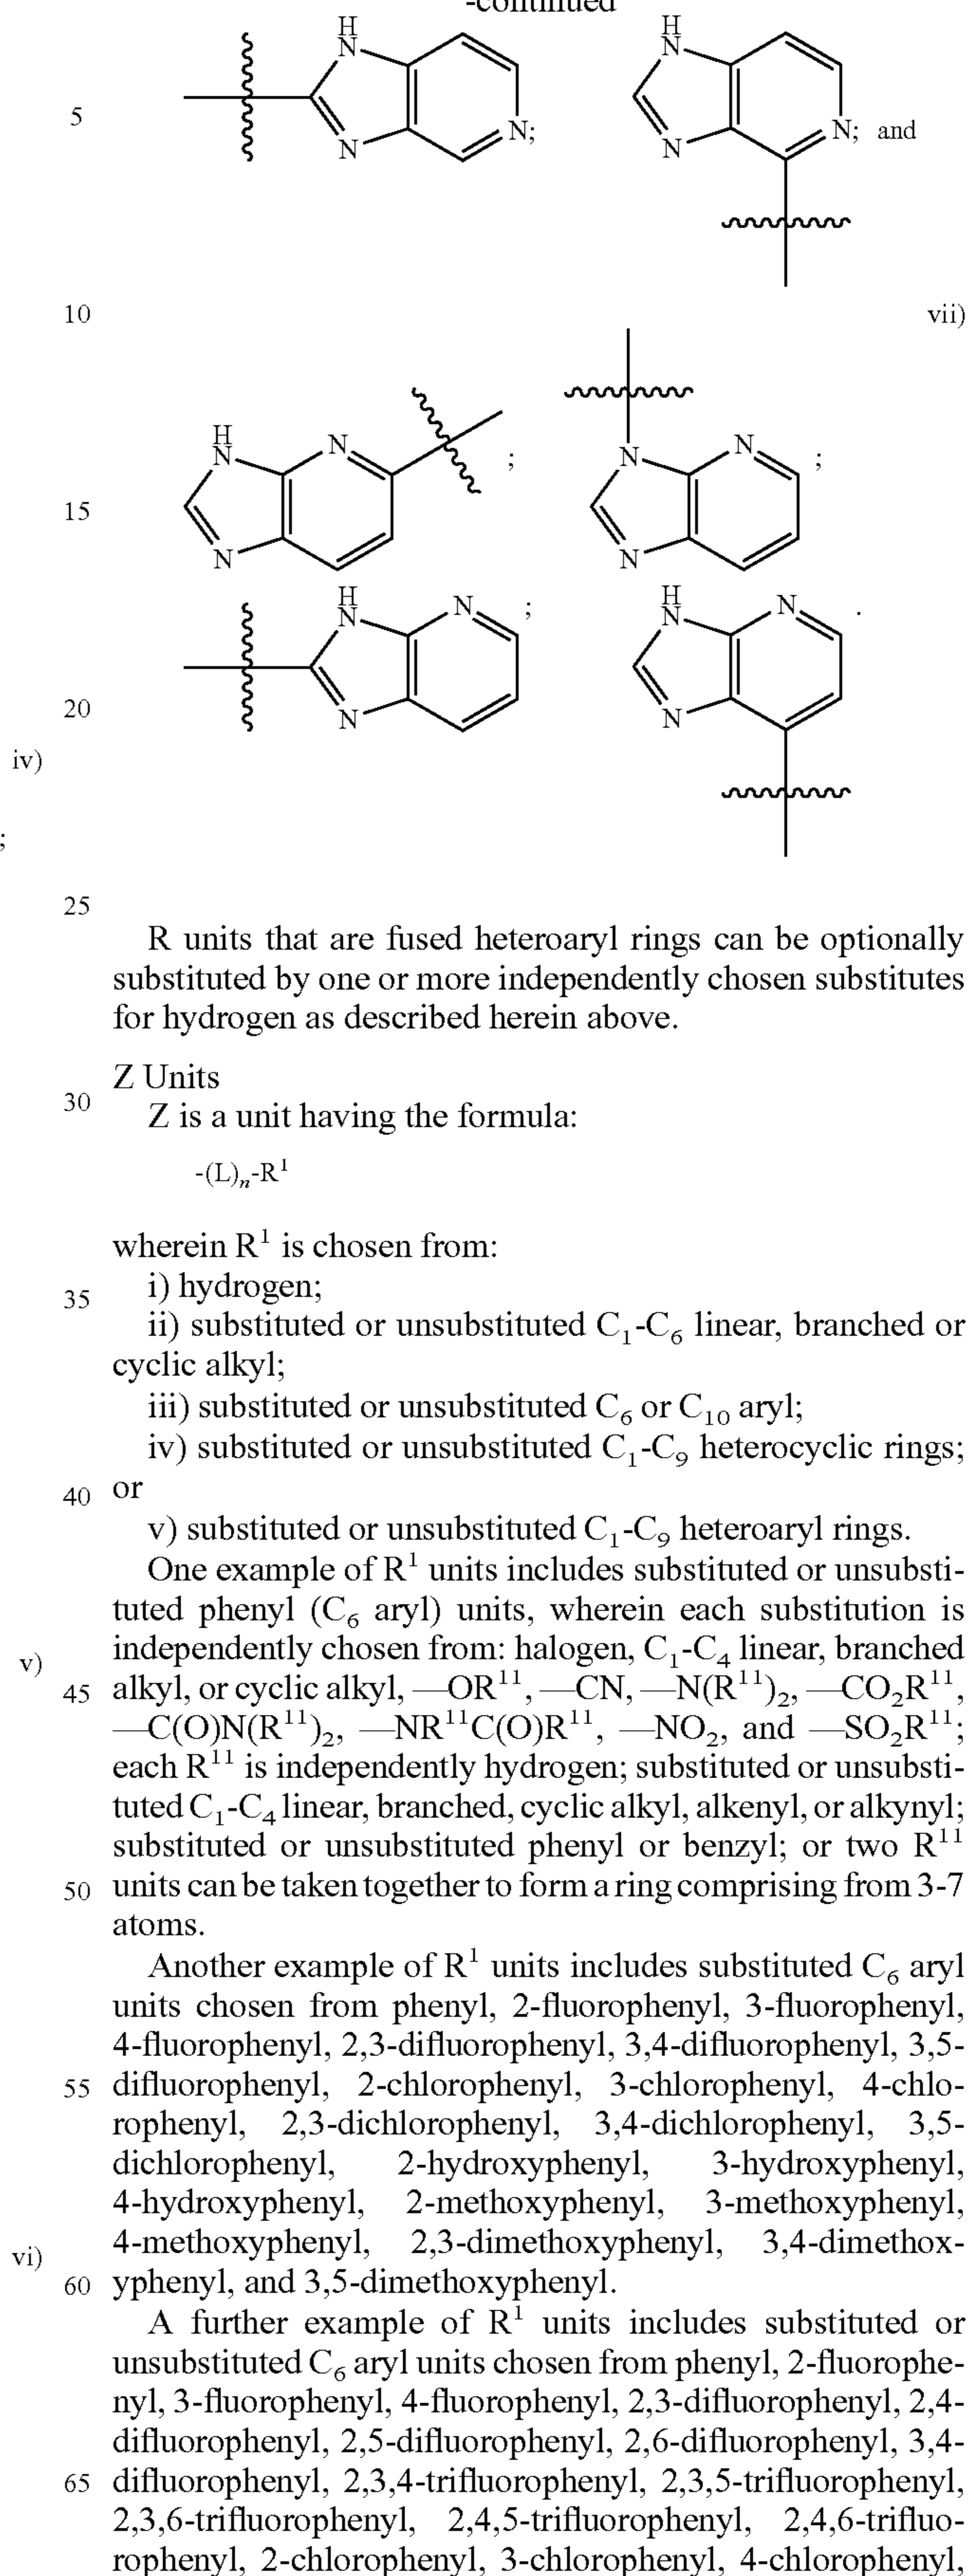 -continued
5
H
N
N
N;
H
N
N
N; and
10
vii)
H
N
N
N
;
N
N
N
;
15
H
N
N
N
;
H
N
N
N
.
20
iv)
;
25
R units that are fused heteroaryl rings can be optionally
substituted by one or more independently chosen substitutes
for hydrogen as described herein above.
Z Units
30
Z is a unit having the formula:
-(L)n-R¹
wherein R¹ is chosen from:
35
i) hydrogen;
ii) substituted or unsubstituted C₁-C₆ linear, branched or
cyclic alkyl;
iii) substituted or unsubstituted C₆ or C₁₀ aryl;
iv) substituted or unsubstituted C₁-C₉ heterocyclic rings;
40 or
v) substituted or unsubstituted C₁-C₉ heteroaryl rings.
One example of R¹ units includes substituted or unsubsti-
tuted phenyl (C₆ aryl) units, wherein each substitution is
independently chosen from: halogen, C₁-C₄ linear, branched
v)
45 alkyl, or cyclic alkyl, —OR¹¹, —CN, —N(R¹¹)₂, —CO₂R¹¹,
—C(O)N(R¹¹)₂, —NR¹¹C(O)R¹¹, —NO₂, and —SO₂R¹¹;
each R¹¹ is independently hydrogen; substituted or unsubsti-
tuted C₁-C₄ linear, branched, cyclic alkyl, alkenyl, or alkynyl;
substituted or unsubstituted phenyl or benzyl; or two R¹¹
50 units can be taken together to form a ring comprising from 3-7
atoms.
Another example of R¹ units includes substituted C₆ aryl
units chosen from phenyl, 2-fluorophenyl, 3-fluorophenyl,
4-fluorophenyl, 2,3-difluorophenyl, 3,4-difluorophenyl, 3,5-
55 difluorophenyl, 2-chlorophenyl, 3-chlorophenyl, 4-chlo-
rophenyl, 2,3-dichlorophenyl, 3,4-dichlorophenyl, 3,5-
dichlorophenyl, 2-hydroxyphenyl, 3-hydroxyphenyl,
4-hydroxyphenyl, 2-methoxyphenyl, 3-methoxyphenyl,
4-methoxyphenyl, 2,3-dimethoxyphenyl, 3,4-dimethox-
vi)
60 yphenyl, and 3,5-dimethoxyphenyl.
A further example of R¹ units includes substituted or
unsubstituted C₆ aryl units chosen from phenyl, 2-fluorophe-
nyl, 3-fluorophenyl, 4-fluorophenyl, 2,3-difluorophenyl, 2,4-
difluorophenyl, 2,5-difluorophenyl, 2,6-difluorophenyl, 3,4-
65 difluorophenyl, 2,3,4-trifluorophenyl, 2,3,5-trifluorophenyl,
2,3,6-trifluorophenyl, 2,4,5-trifluorophenyl, 2,4,6-trifluo-
rophenyl, 2-chlorophenyl, 3-chlorophenyl, 4-chlorophenyl,